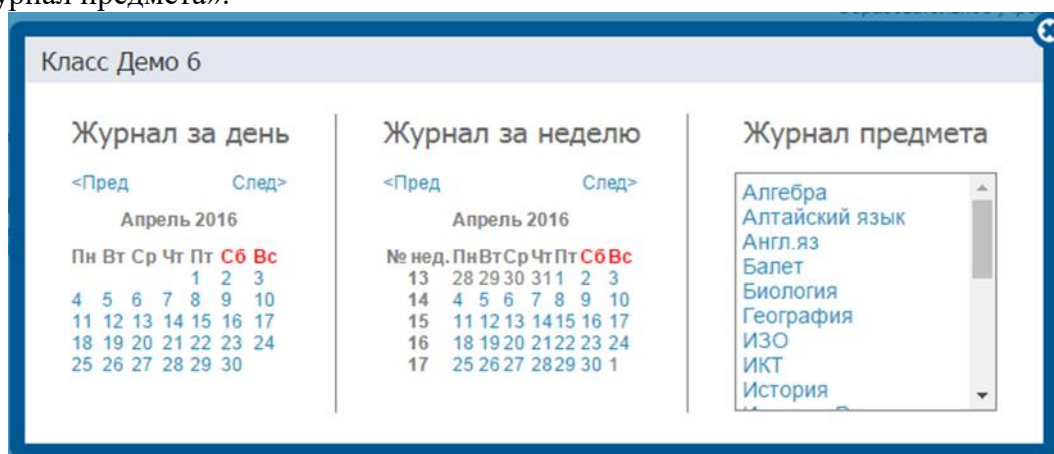 предмета».
Класс Демо 6
Журнал за день
<Пред След>
Апрель 2016
Пн Вт Ср Чт Пт Сб Вс
1 2 3
4 5 6 7 8 9 10
11 12 13 14 15 16 17
18 19 20 21 22 23 24
25 26 27 28 29 30
Журнал за неделю
<Пред След>
Апрель 2016
№ нед. Пн Вт Ср Чт Пт Сб Вс
13 28 29 30 31 1 2 3
14 4 5 6 7 8 9 10
15 11 12 13 14 15 16 17
16 18 19 20 21 22 23 24
17 25 26 27 28 29 30 1
Журнал предмета
Алгебра
Алтайский язык
Англ.яз
Балет
Биология
География
ИЗО
ИКТ
История